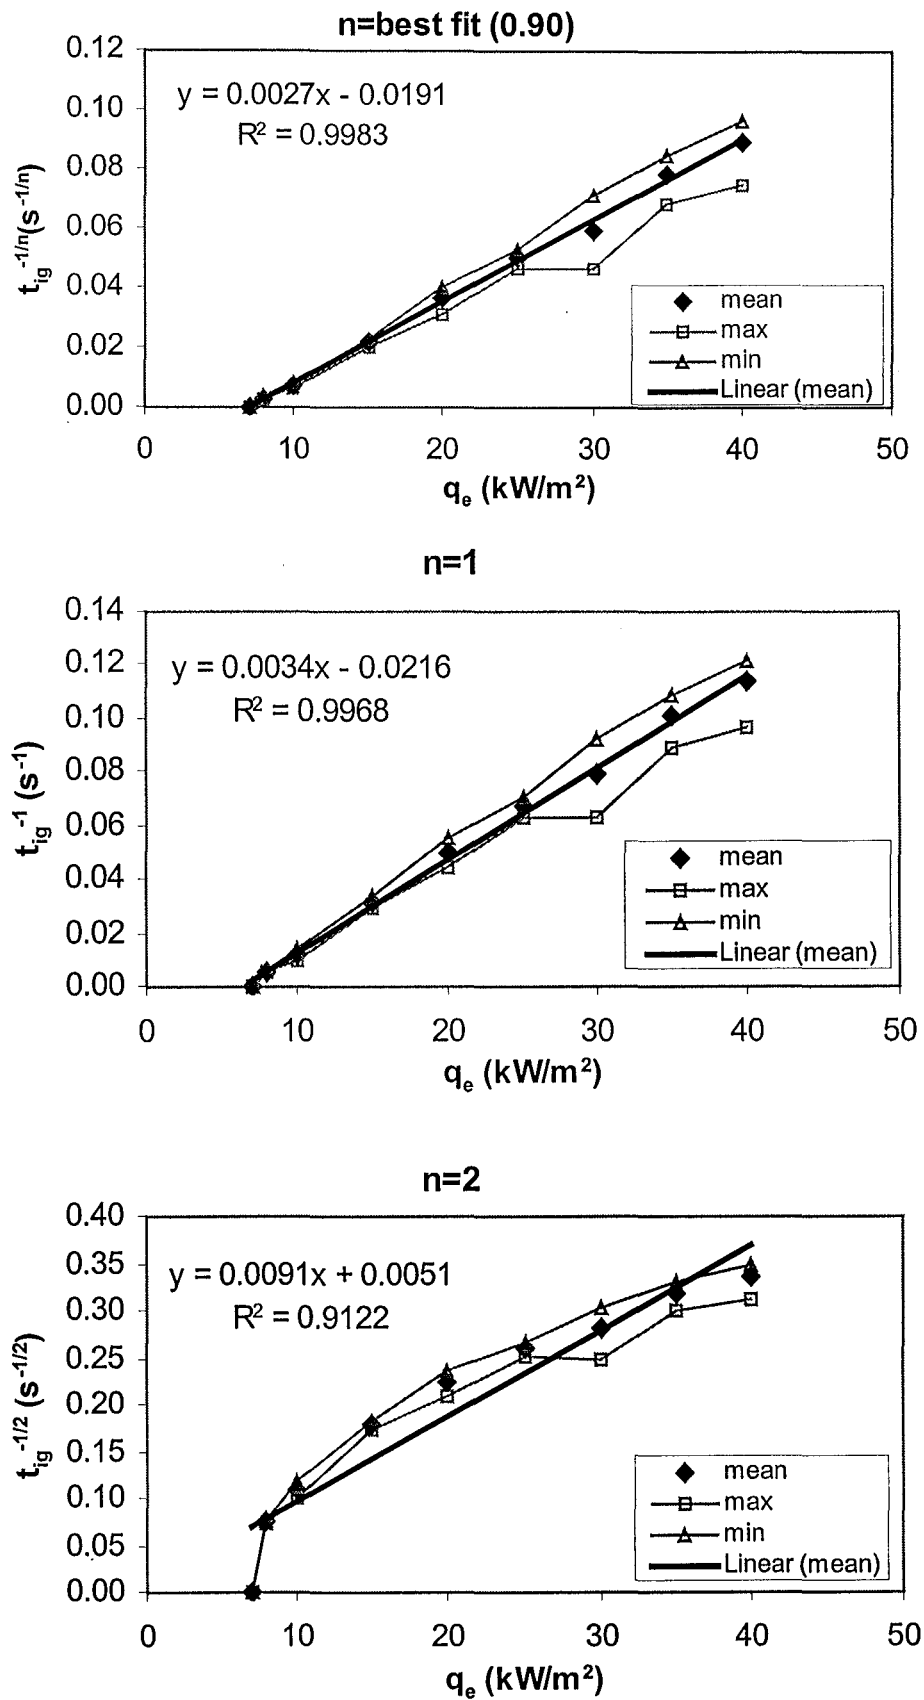 n=best fit (0.90)
y = 0.0027x - 0.0191
R² = 0.9983
0.12
0.10
0.08
0.06
0.04
0.02
0.00
t_ig^-1/n (s^-1/n)
0 10 20 30 40 50
q_e (kW/m²)
mean
max
min
Linear (mean)
n=1
y = 0.0034x - 0.0216
R² = 0.9968
0.14
0.12
0.10
0.08
0.06
0.04
0.02
0.00
t_ig^-1 (s^-1)
0 10 20 30 40 50
q_e (kW/m²)
mean
max
min
Linear (mean)
n=2
y = 0.0091x + 0.0051
R² = 0.9122
0.40
0.35
0.30
0.25
0.20
0.15
0.10
0.05
0.00
t_ig^-1/2 (s^-1/2)
0 10 20 30 40 50
q_e (kW/m²)
mean
max
min
Linear (mean)